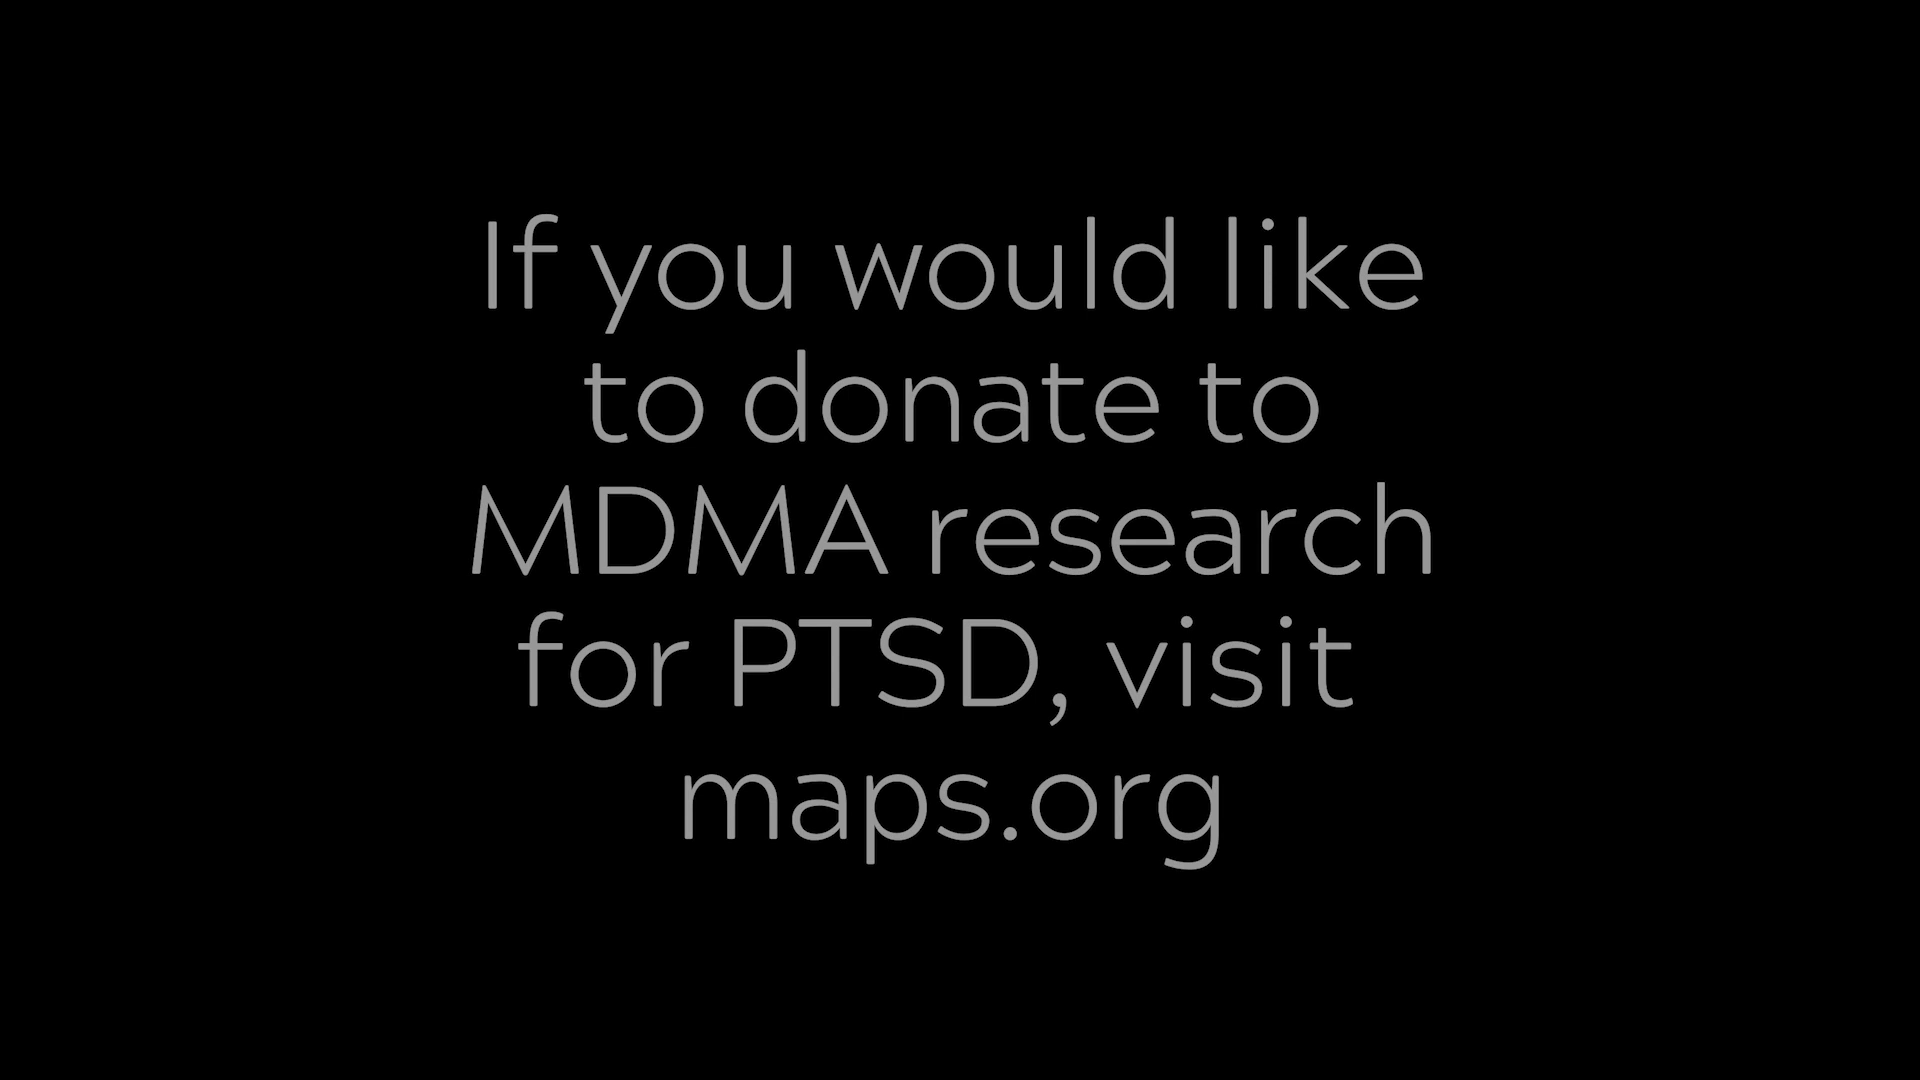 If you would like
to donate to
MDMA research
for PTSD, visit
maps.org